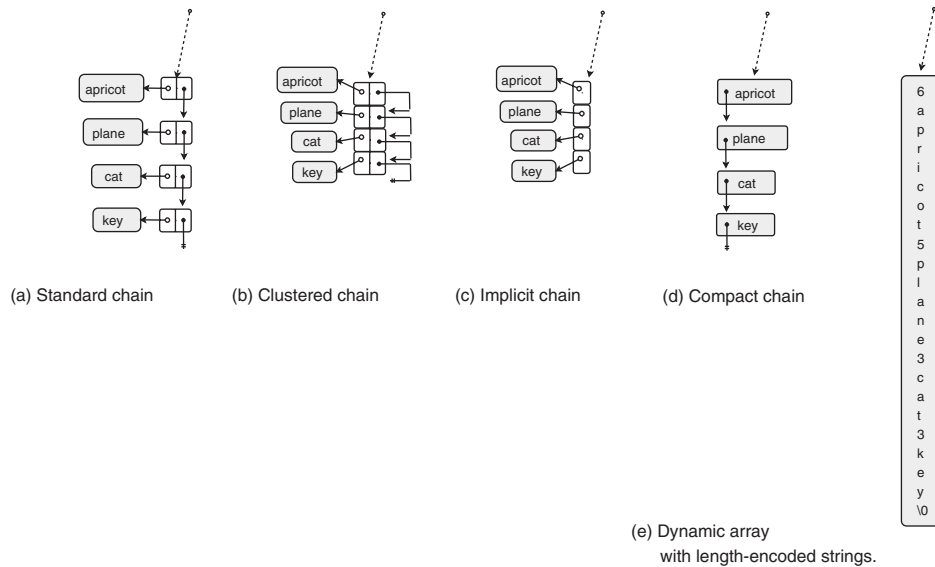 apricot
plane
cat
key
(a) Standard chain
apricot
plane
cat
key
(b) Clustered chain
apricot
plane
cat
key
(c) Implicit chain
apricot
plane
cat
key
(d) Compact chain
6
a
p
r
i
c
o
t
5
p
l
a
n
e
3
c
a
t
3
k
e
y
\0
(e) Dynamic array
with length-encoded strings.